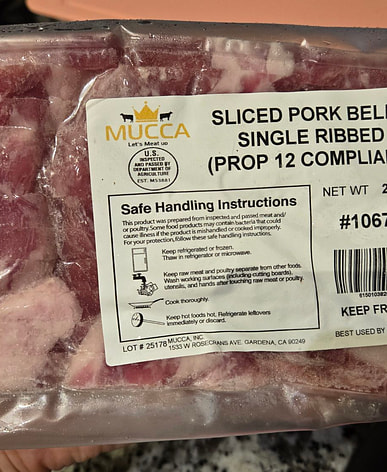 MUCCA
Let's Meat up
U.S.
INSPECTED
AND PASSED BY
DEPARTMENT OF
AGRICULTURE
EST. M53881
SLICED PORK BELL
SINGLE RIBBED
(PROP 12 COMPLIA
NET WT 2
#1067
Safe Handling Instructions
This product was prepared from inspected and passed meat and/
or poultry. Some food products may contain bacteria that could
cause illness if the product is mishandled or cooked improperly.
For your protection, follow these safe handling instructions.
Keep refrigerated or frozen.
Thaw in refrigerator or microwave.
Keep raw meat and poultry separate from other foods.
Wash working surfaces (including cutting boards),
utensils, and hands after touching raw meat or poultry.
Cook thoroughly.
Keep hot foods hot. Refrigerate leftovers
immediately or discard.
KEEP FR
BEST USED BY
LOT # 25178
MUCCA, INC
1533 W ROSECRANS AVE. GARDENA, CA 90249